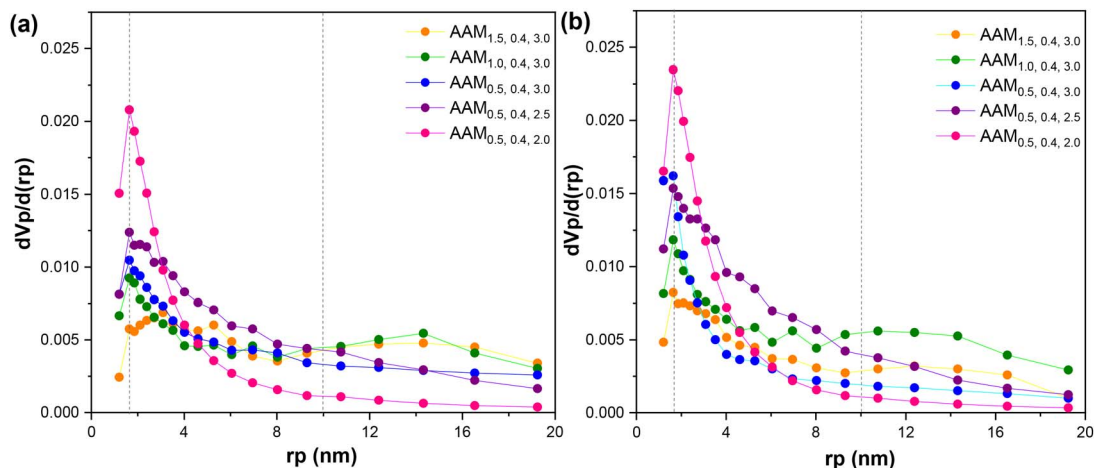 (a)
0.025
0.020
0.015
0.010
0.005
0.000
dVp/d(rp)
AAM1.5, 0.4, 3.0
AAM1.0, 0.4, 3.0
AAM0.5, 0.4, 3.0
AAM0.5, 0.4, 2.5
AAM0.5, 0.4, 2.0
0 4 8 12 16 20
rp (nm)
(b)
0.025
0.020
0.015
0.010
0.005
0.000
dVp/d(rp)
AAM1.5, 0.4, 3.0
AAM1.0, 0.4, 3.0
AAM0.5, 0.4, 3.0
AAM0.5, 0.4, 2.5
AAM0.5, 0.4, 2.0
0 4 8 12 16 20
rp (nm)